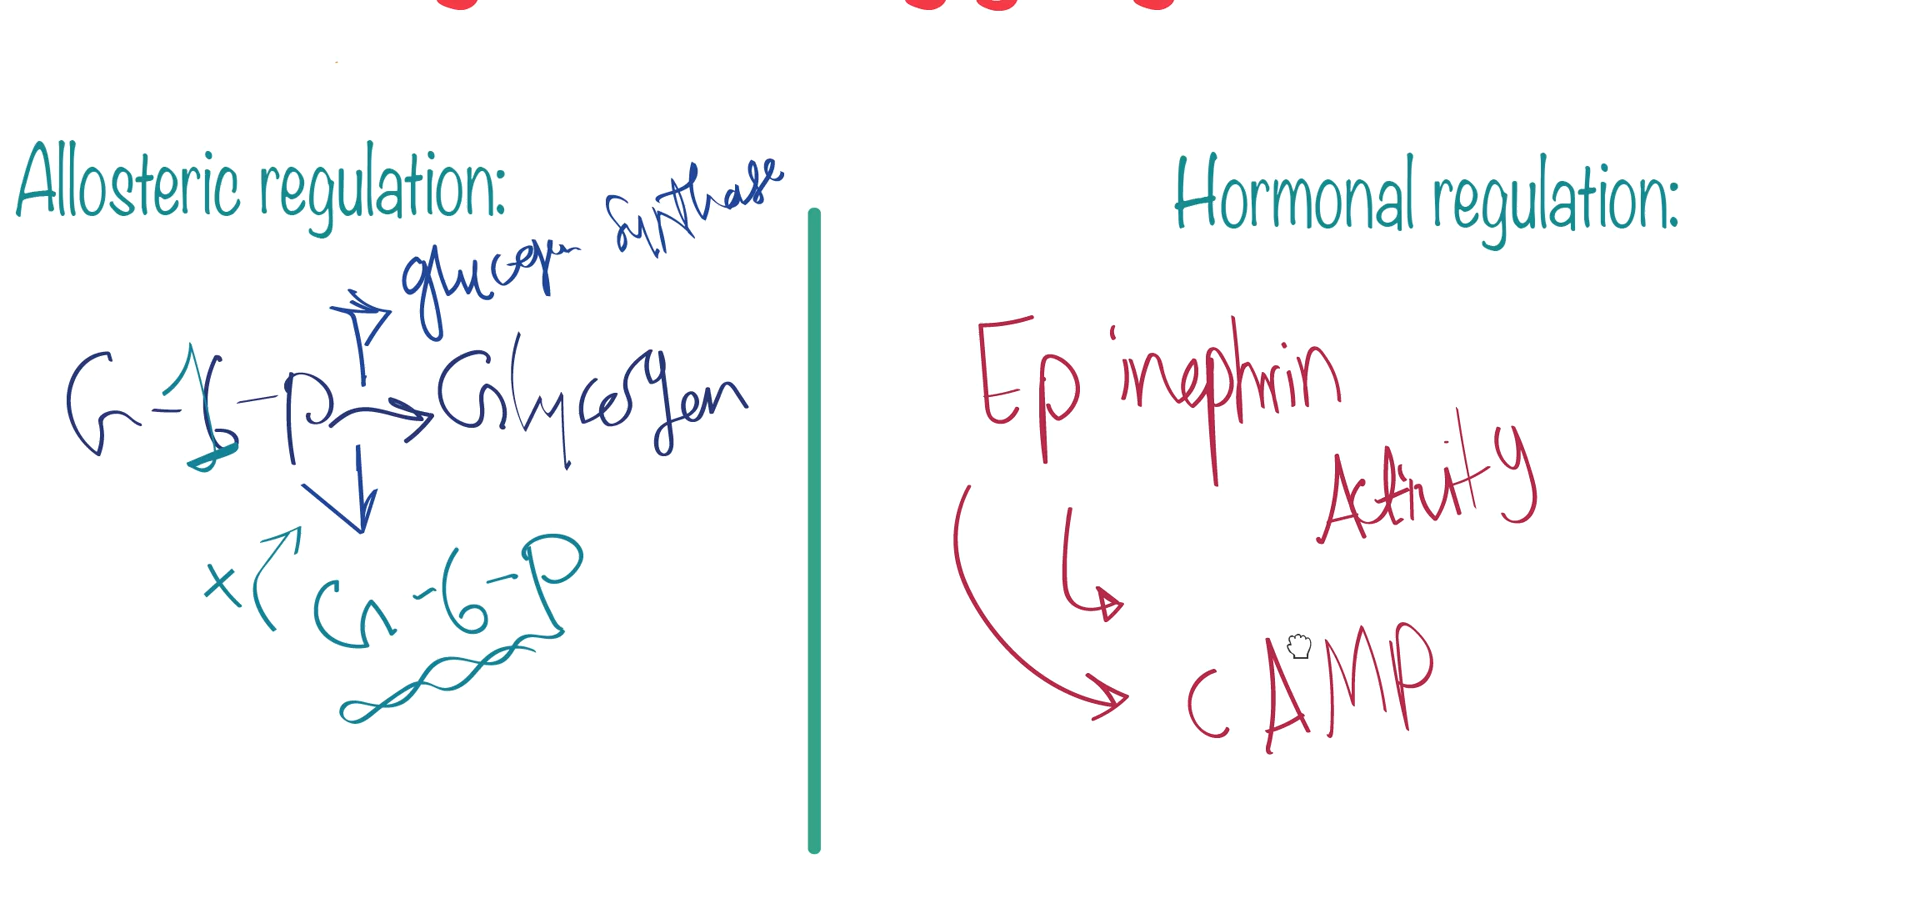 Allosteric regulation:
glucogen synthase
G-1-P → Glycogen
+ G-6-P
Hormonal regulation:
Epinephrin
Activity
cAMP